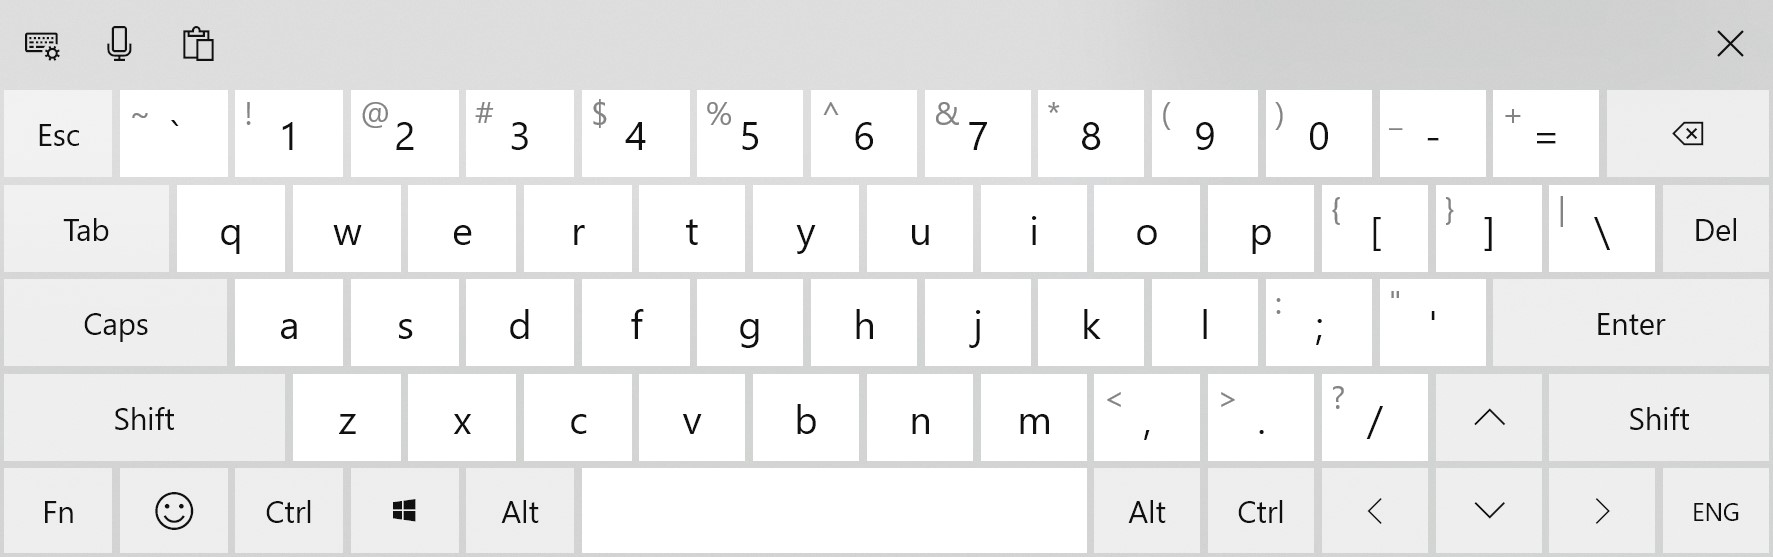 Esc ~ ` ! 1 @ 2 # 3 $ 4 % 5 ^ 6 & 7 * 8 ( 9 ) 0 _ - + =
Tab q w e r t y u i o p { [ } ] | \ Del
Caps a s d f g h j k l : ; " ' Enter
Shift z x c v b n m < , > . ? / Shift
Fn Ctrl Alt Alt Ctrl ENG